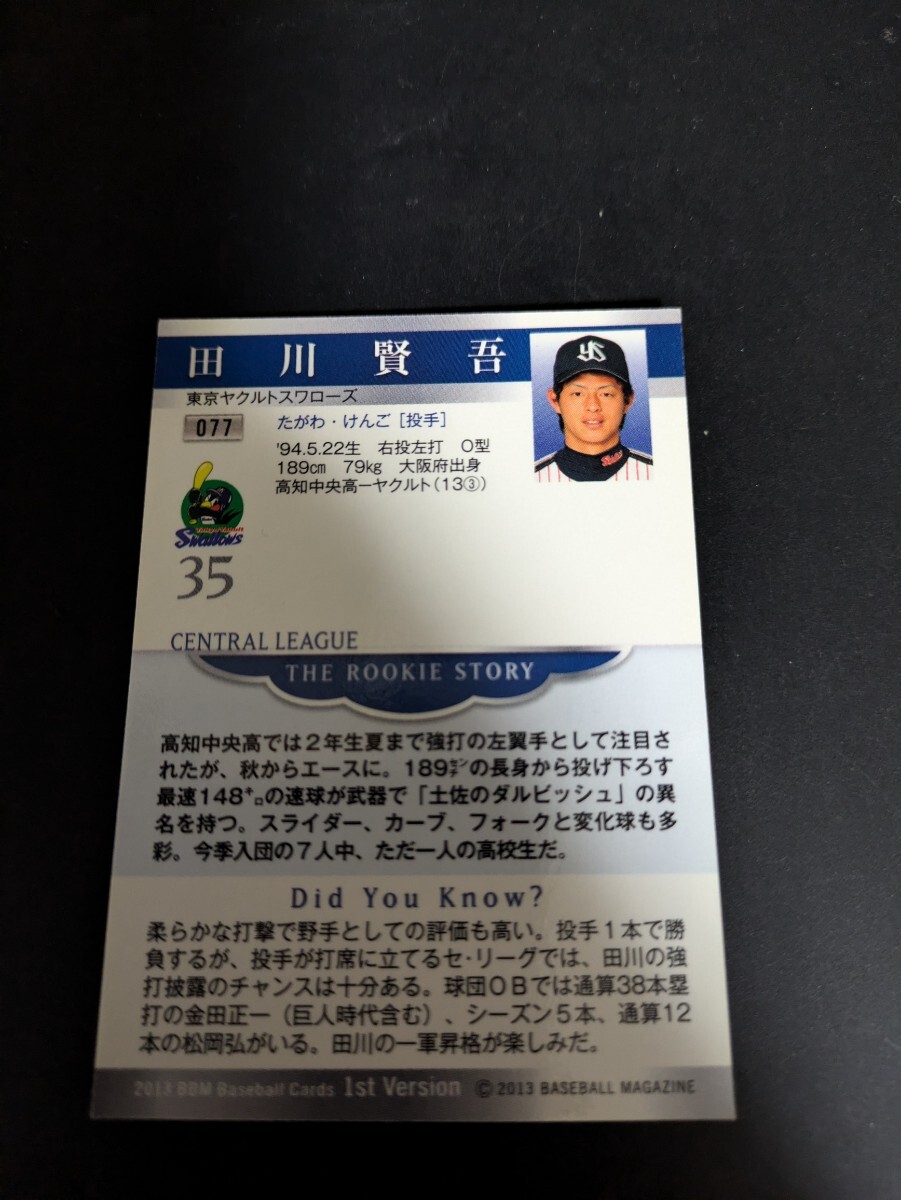 田川賢吾
東京ヤクルトスワローズ
077
たがわ・けんご [投手]
'94.5.22生 右投左打 O型
189cm 79kg 大阪府出身
高知中央高ーヤクルト(13③)
YS
Swallows
35
CENTRAL LEAGUE
THE ROOKIE STORY
高知中央高では2年生夏まで強打の左翼手として注目さ
れたが、秋からエースに。189㌢の長身から投げ下ろす
最速148㌔の速球が武器で「土佐のダルビッシュ」の異
名を持つ。スライダー、カーブ、フォークと変化球も多
彩。今季入団の7人中、ただ一人の高校生だ。
Did You Know?
柔らかな打撃で野手としての評価も高い。投手1本で勝
負するが、投手が打席に立てるセ・リーグでは、田川の強
打披露のチャンスは十分ある。球団OBでは通算38本塁
打の金田正一(巨人時代含む)、シーズン5本、通算12
本の松岡弘がいる。田川の一軍昇格が楽しみだ。
2013 BBM Baseball Cards 1st Version ©2013 BASEBALL MAGAZINE